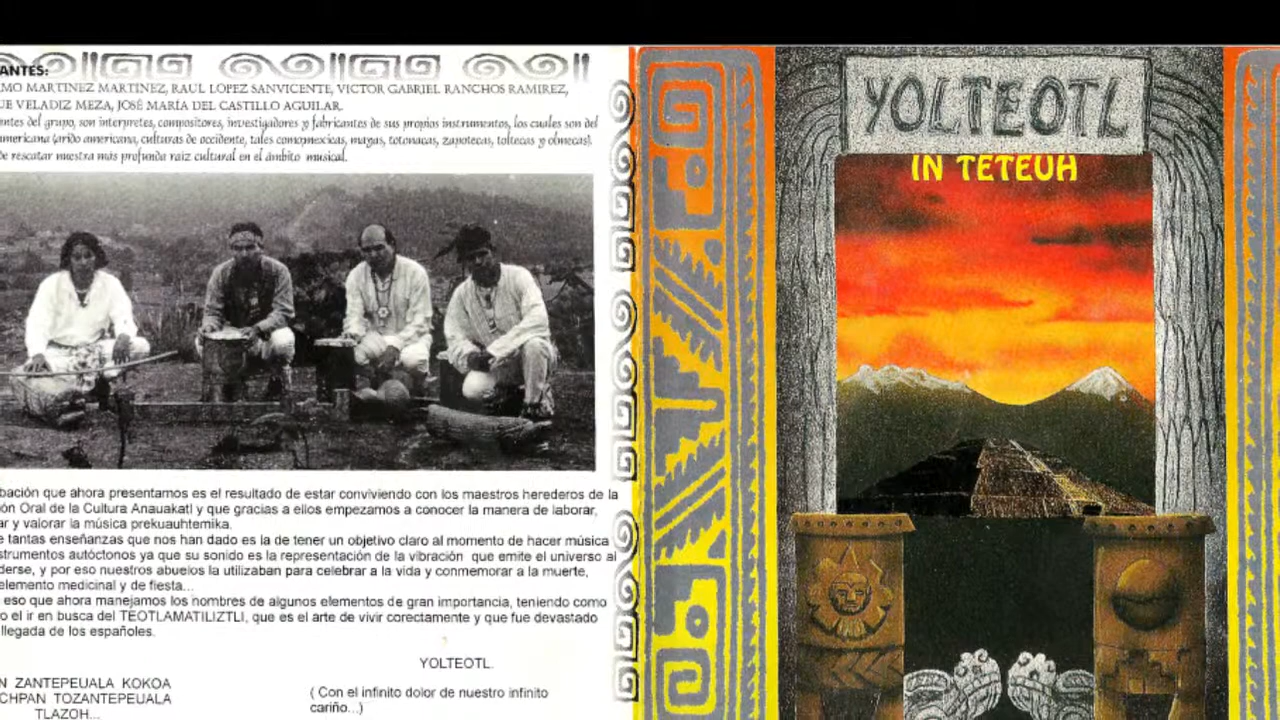 ANTES:
MO MARTINEZ MARTÍNEZ, RAUL LOPEZ SANVICENTE, VICTOR GABRIEL RANCHOS RAMIREZ,
UE VELADIZ MEZA, JOSÉ MARÍA DEL CASTILLO AGUILAR.
ntes del grupo, son interpretes, compositores, investigadores y fabricantes de sus propios instrumentos, los cuales son del
americana (arido americana, culturas de occidente, tales comomexicas, mayas, totonacas, zapotecas, toltecas y olmecas).
de rescatar nuestra más profunda raiz cultural en el ámbito musical.
bación que ahora presentamos es el resultado de estar conviviendo con los maestros herederos de la
ón Oral de la Cultura Anauakatl y que gracias a ellos empezamos a conocer la manera de laborar,
ar y valorar la música prekuauhtemika.
e tantas enseñanzas que nos han dado es la de tener un objetivo claro al momento de hacer música
strumentos autóctonos ya que su sonido es la representación de la vibración que emite el universo al
derse, y por eso nuestros abuelos la utilizaban para celebrar a la vida y conmemorar a la muerte,
elemento medicinal y de fiesta...
eso que ahora manejamos los nombres de algunos elementos de gran importancia, teniendo como
o el ir en busca del TEOTLAMATILIZTLI, que es el arte de vivir corectamente y que fue devastado
llegada de los españoles.
YOLTEOTL.
N ZANTEPEUALA KOKOA
CHPAN TOZANTEPEUALA
TLAZOH...
( Con el infinito dolor de nuestro infinito
cariño...)
YOLTEOTL
IN TETEUH